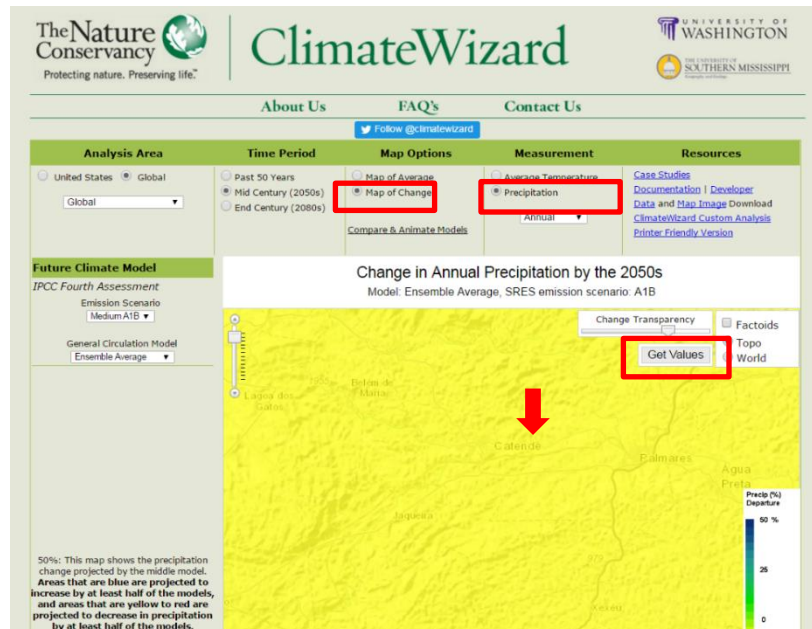 The Nature Conservancy
Protecting nature. Preserving life.™
ClimateWizard
UNIVERSITY OF WASHINGTON
THE UNIVERSITY OF SOUTHERN MISSISSIPPI
About Us FAQ's Contact Us
Follow @climatewizard
Analysis Area Time Period Map Options Measurement Resources
United States Global
Global
Past 50 Years
Mid Century (2050s)
End Century (2080s)
Map of Average
Map of Change
Compare & Animate Models
Average Temperature
Precipitation
Annual
Case Studies
Documentation | Developer
Data and Map Image Download
ClimateWizard Custom Analysis
Printer Friendly Version
Future Climate Model
IPCC Fourth Assessment
Emission Scenario
Medium A1B
General Circulation Model
Ensemble Average
50%: This map shows the precipitation
change projected by the middle model.
Areas that are blue are projected to
increase by at least half of the models,
and areas that are yellow to red are
projected to decrease in precipitation
by at least half of the models.
Change in Annual Precipitation by the 2050s
Model: Ensemble Average, SRES emission scenario: A1B
Change Transparency
Get Values
Factoids
Topo
World
Belém de
Maria
Lagoa dos
Gatos
Catende
Palmares
Água
Preta
Jaqueira
Xexéu
Precip (%)
Departure
50 %
25
0